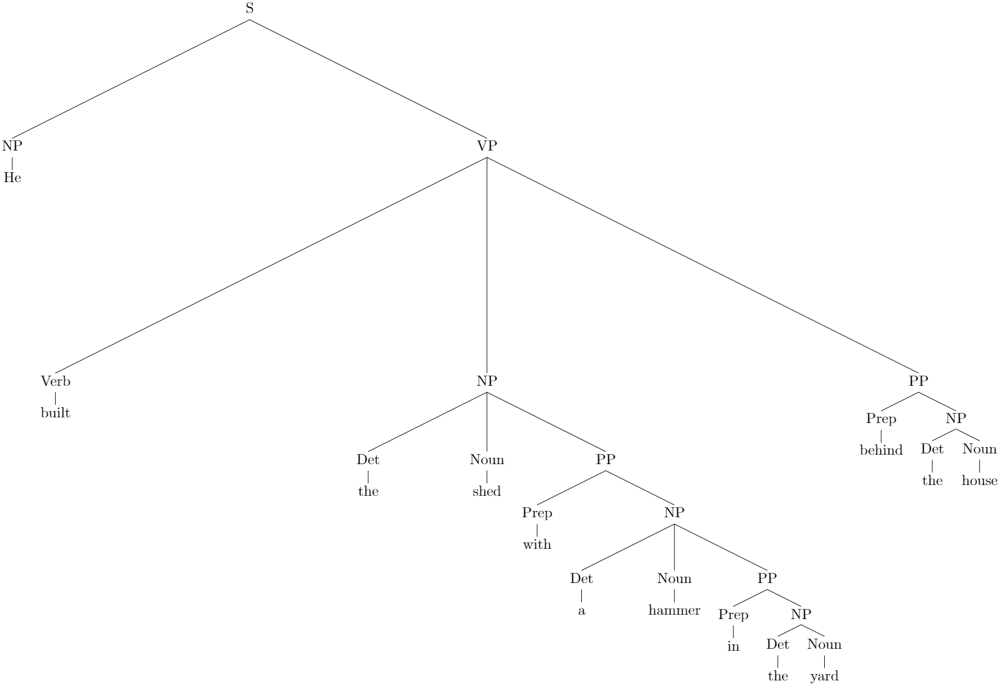 S
NP VP
He
Verb NP PP
built Prep NP
behind Det Noun
Det Noun PP
the house
the shed
Prep NP
with
Det Noun PP
a hammer Prep NP
in Det Noun
the yard